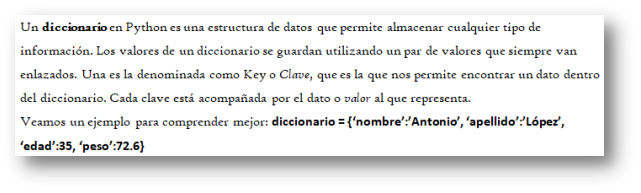 Un diccionario en Python es una estructura de datos que permite almacenar cualquier tipo de
información. Los valores de un diccionario se guardan utilizando un par de valores que siempre van
enlazados. Una es la denominada como Key o Clave, que es la que nos permite encontrar un dato dentro
del diccionario. Cada clave está acompañada por el dato o valor al que representa.
Veamos un ejemplo para comprender mejor: diccionario = {‘nombre’:’Antonio’, ‘apellido’:’López’,
‘edad’:35, ‘peso’:72.6}